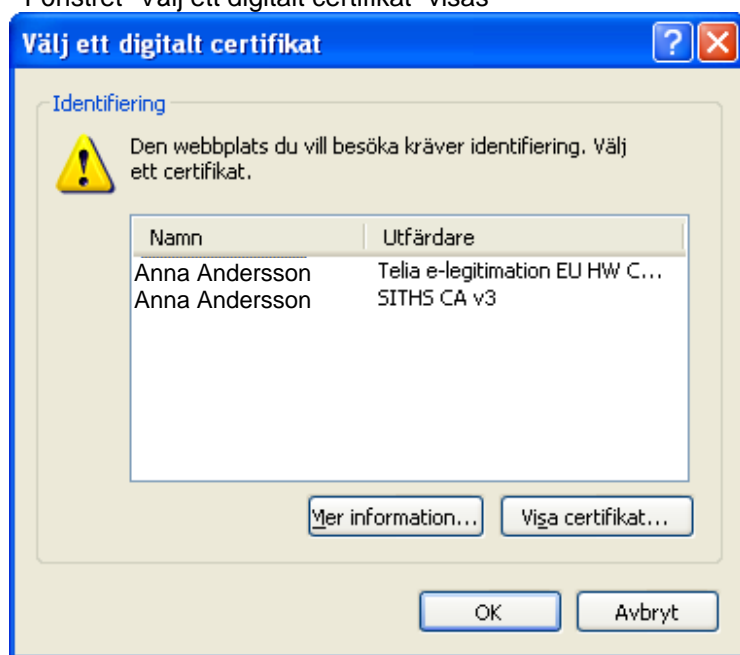 Fönstret "Välj ett digitalt certifikat" visas
Välj ett digitalt certifikat
Identifiering
Den webbplats du vill besöka kräver identifiering. Välj
ett certifikat.
Namn Utfärdare
Anna Andersson Telia e-legitimation EU HW C...
Anna Andersson SITHS CA v3
Mer information... Visa certifikat...
OK Avbryt